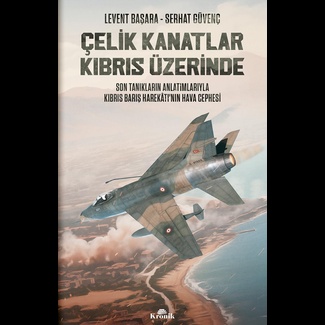 LEVENT BAŞARA - SERHAT GÜVENÇ
ÇELİK KANATLAR
KIBRIS ÜZERİNDE
SON TANIKLARIN ANLATIMLARIYLA
KIBRIS BARIŞ HAREKÂTI'NIN HAVA CEPHESİ
Kronik